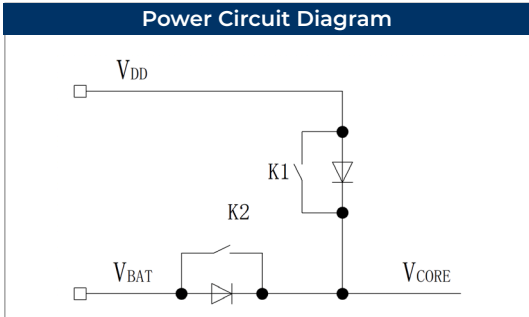 Power Circuit Diagram
VDD
K1
K2
VBAT
VCORE